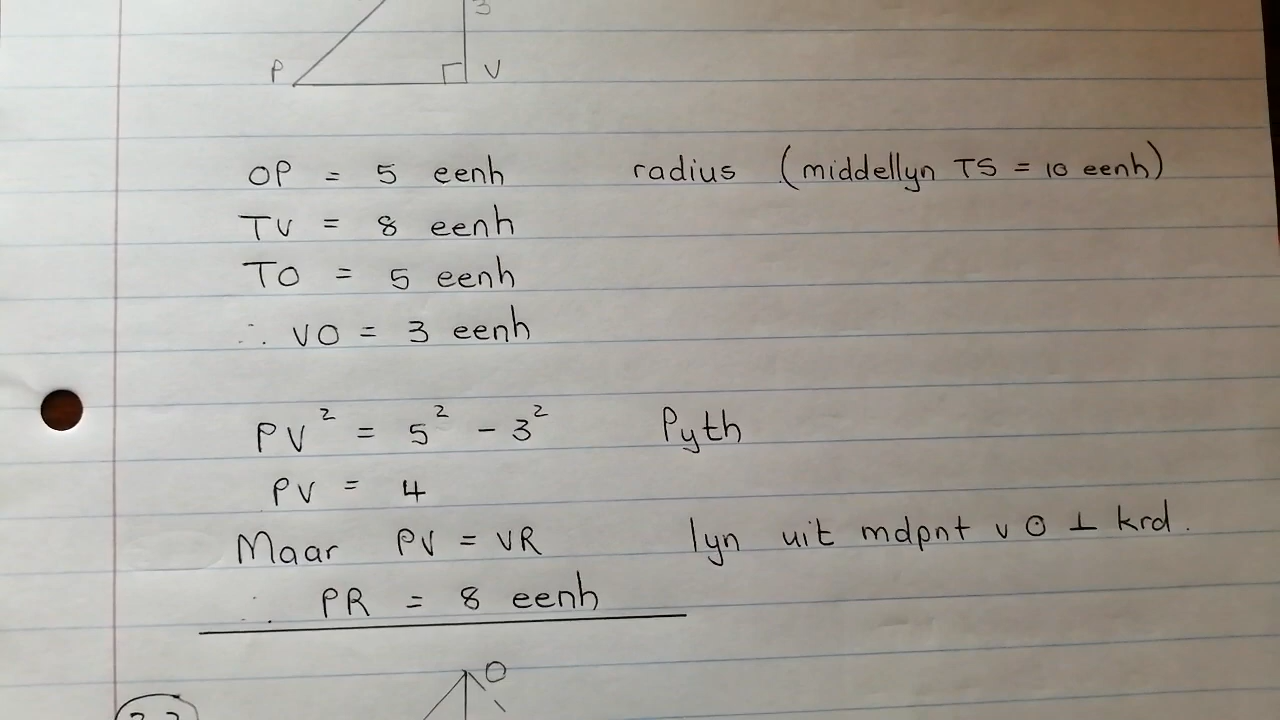 3
P V
OP = 5 eenh radius (middellyn TS = 10 eenh)
TV = 8 eenh
TO = 5 eenh
∴ VO = 3 eenh
PV² = 5² - 3² Pyth
PV = 4
Maar PV = VR lyn uit mdpnt v ⊙ ⊥ krd.
∴ PR = 8 eenh
O